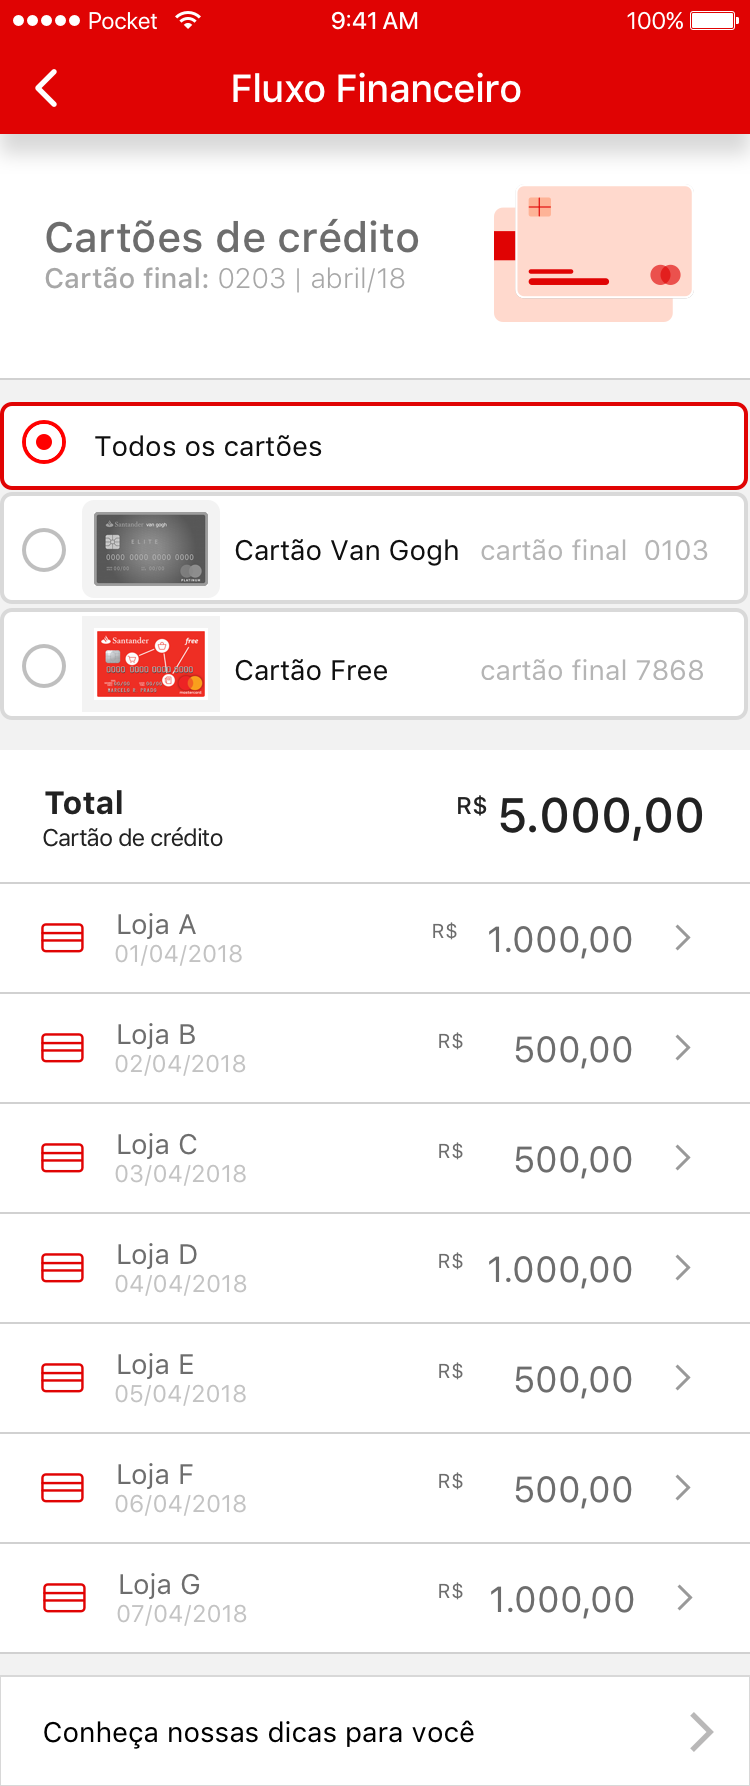 Pocket 9:41 AM 100%
Fluxo Financeiro
Cartões de crédito
Cartão final: 0203 | abril/18
Todos os cartões
Santander van gogh
ELITE
0000 0000 0000 0000
PLATINUM
Cartão Van Gogh cartão final 0103
Santander free
0000 0000 0000 0000
MARCELO R PRADO
mastercard
Cartão Free cartão final 7868
Total R$ 5.000,00
Cartão de crédito
Loja A R$ 1.000,00
01/04/2018
Loja B R$ 500,00
02/04/2018
Loja C R$ 500,00
03/04/2018
Loja D R$ 1.000,00
04/04/2018
Loja E R$ 500,00
05/04/2018
Loja F R$ 500,00
06/04/2018
Loja G R$ 1.000,00
07/04/2018
Conheça nossas dicas para você